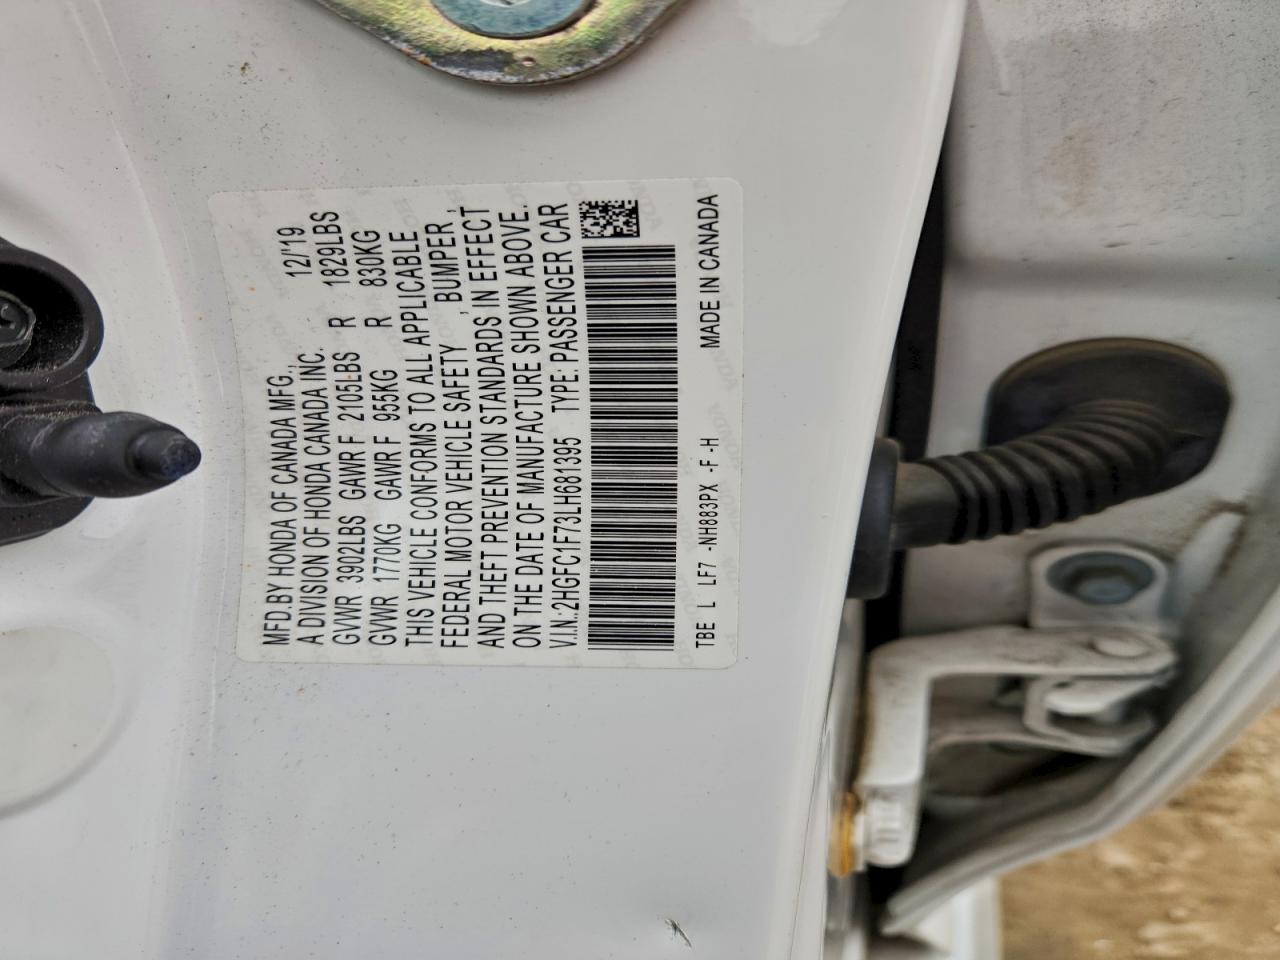 MFD.BY HONDA OF CANADA MFG., 12/19
A DIVISION OF HONDA CANADA INC.
GVWR 3902LBS GAWR F 2105LBS R 1829LBS
GVWR 1770KG GAWR F 955KG R 830KG
THIS VEHICLE CONFORMS TO ALL APPLICABLE
FEDERAL MOTOR VEHICLE SAFETY , BUMPER ,
AND THEFT PREVENTION STANDARDS IN EFFECT
ON THE DATE OF MANUFACTURE SHOWN ABOVE.
V.I.N.:2HGFC1F73LH681395 TYPE:PASSENGER CAR
TBE L LF7 -NH883PX -F -H MADE IN CANADA